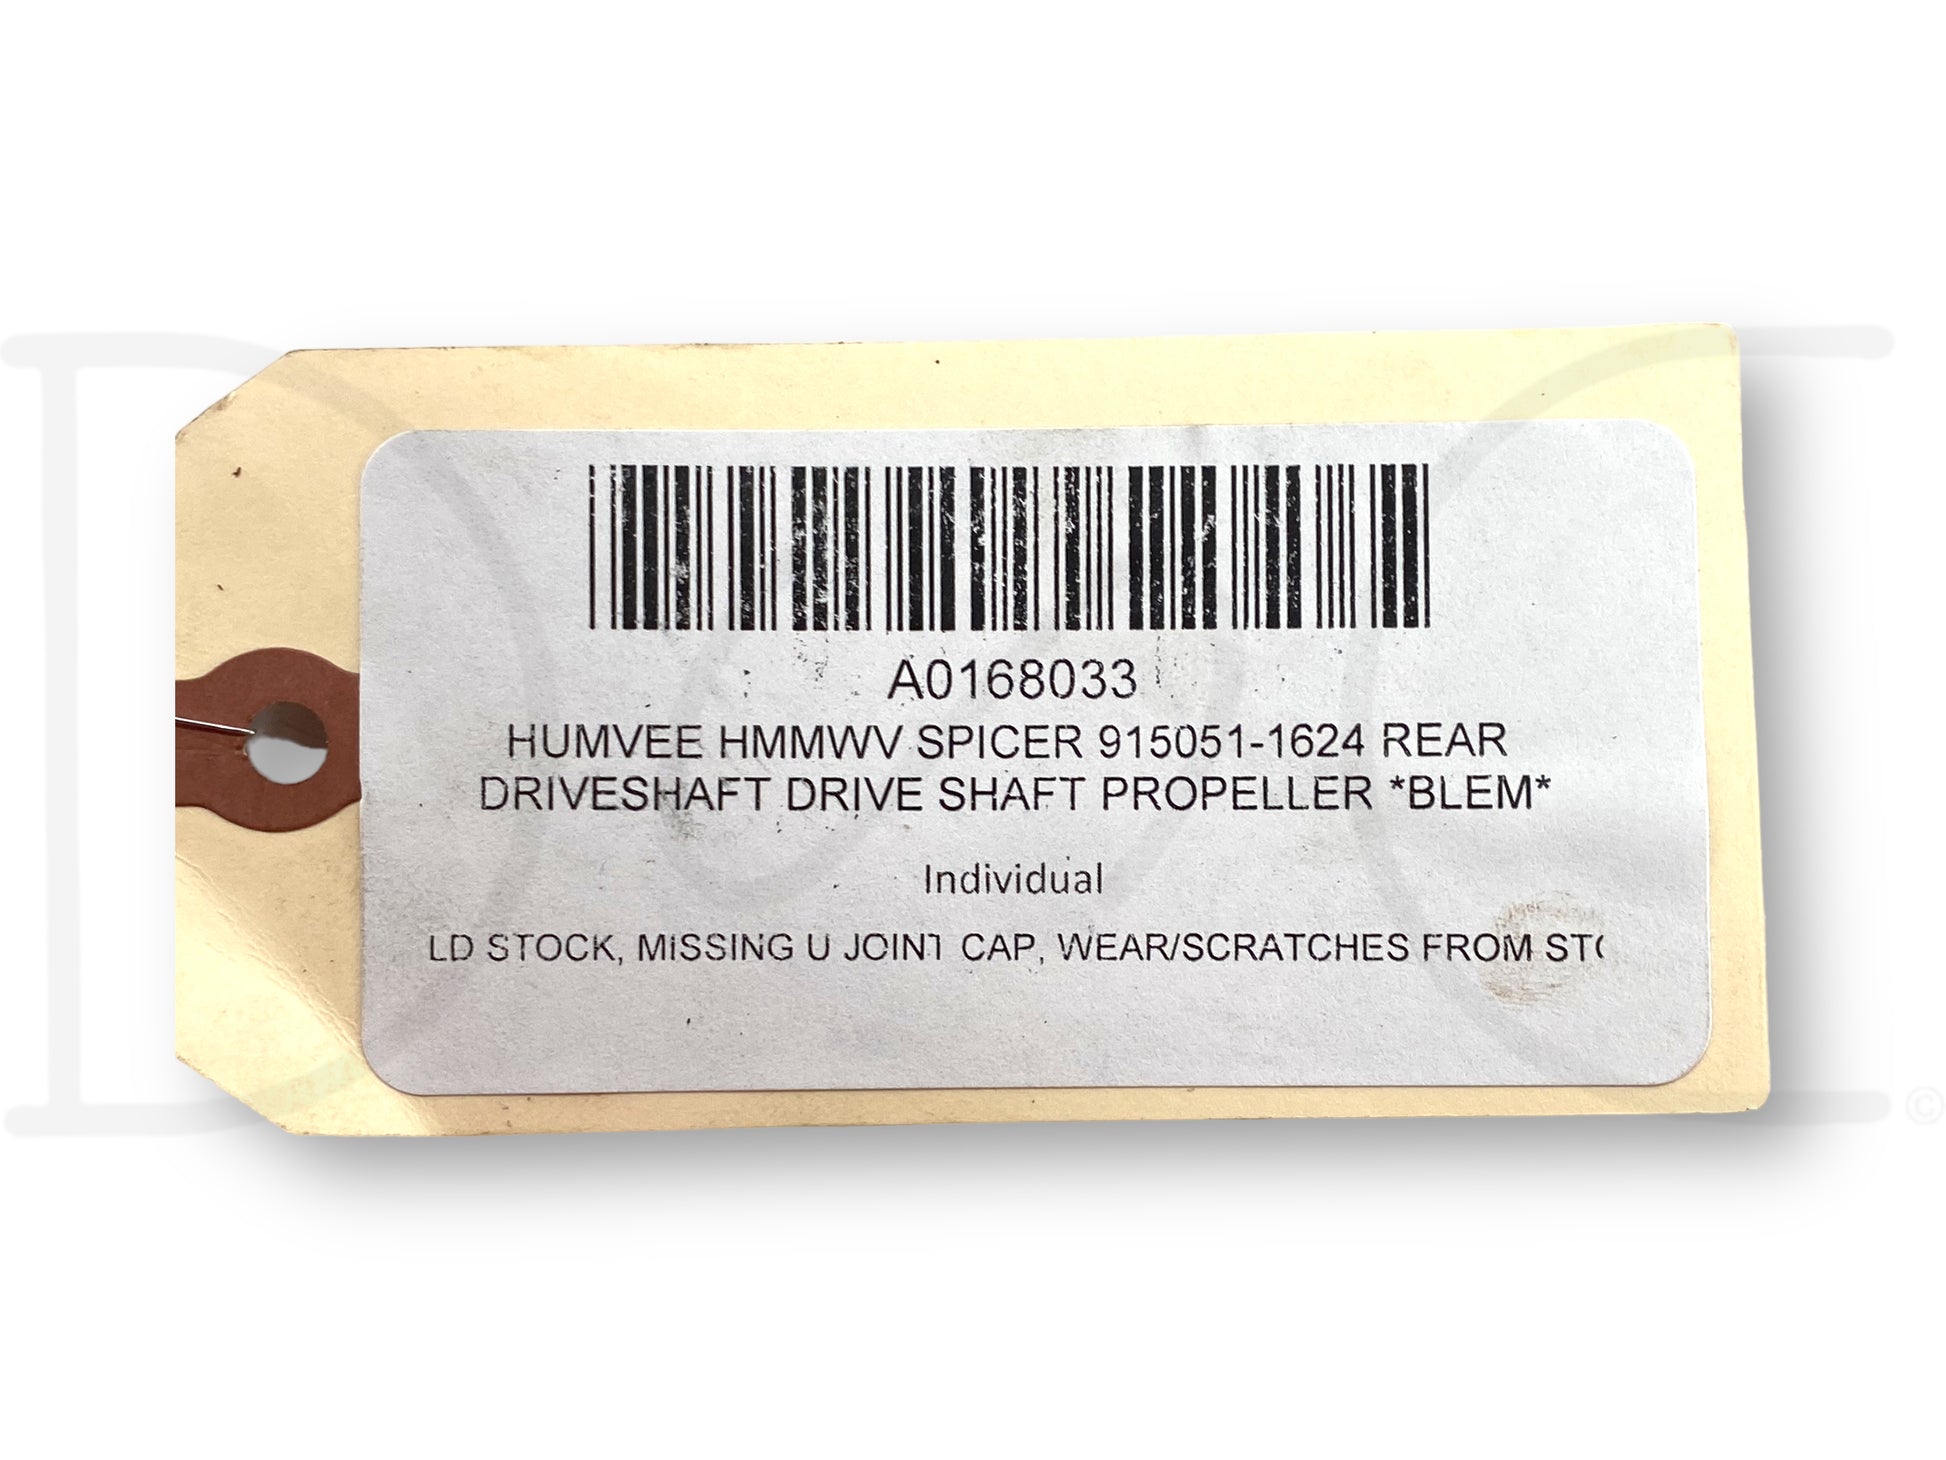 A0168033
HUMVEE HMMWV SPICER 915051-1624 REAR
DRIVESHAFT DRIVE SHAFT PROPELLER *BLEM*
Individual
LD STOCK, MISSING U JOINT CAP, WEAR/SCRATCHES FROM STO